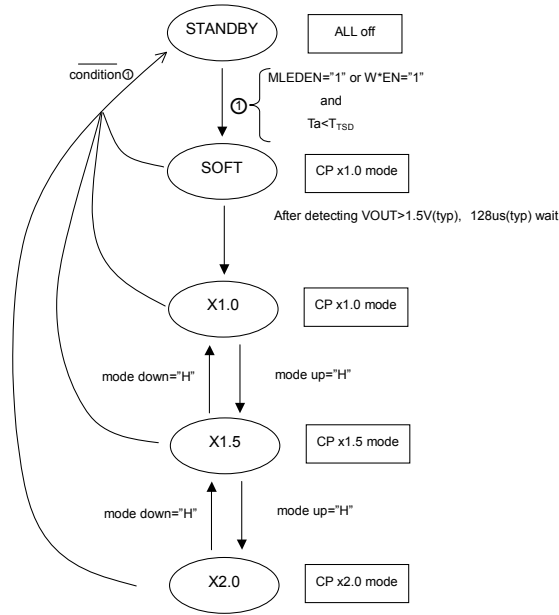 STANDBY
ALL off
condition①
① MLEDEN="1" or W*EN="1"
and
Ta<TTSD
SOFT
CP x1.0 mode
After detecting VOUT>1.5V(typp), 128us(typ) wait
X1.0
CP x1.0 mode
mode down="H"
mode up="H"
X1.5
CP x1.5 mode
mode down="H"
mode up="H"
X2.0
CP x2.0 mode